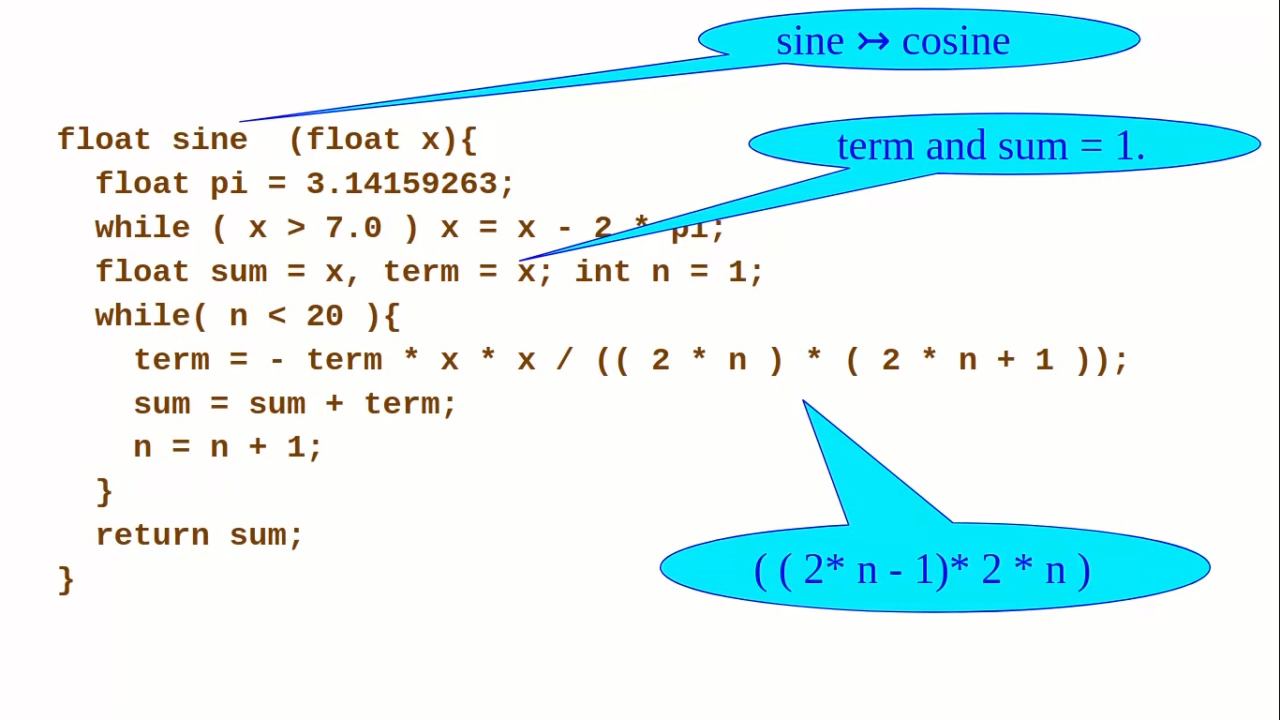 sine ↣ cosine
float sine  (float x){
term and sum = 1.
  float pi = 3.14159263;
  while ( x > 7.0 ) x = x - 2 * pi;
  float sum = x, term = x; int n = 1;
  while( n < 20 ){
    term = - term * x * x / (( 2 * n ) * ( 2 * n + 1 ));
    sum = sum + term;
    n = n + 1;
  }
  return sum;
( ( 2* n - 1)* 2 * n )
}